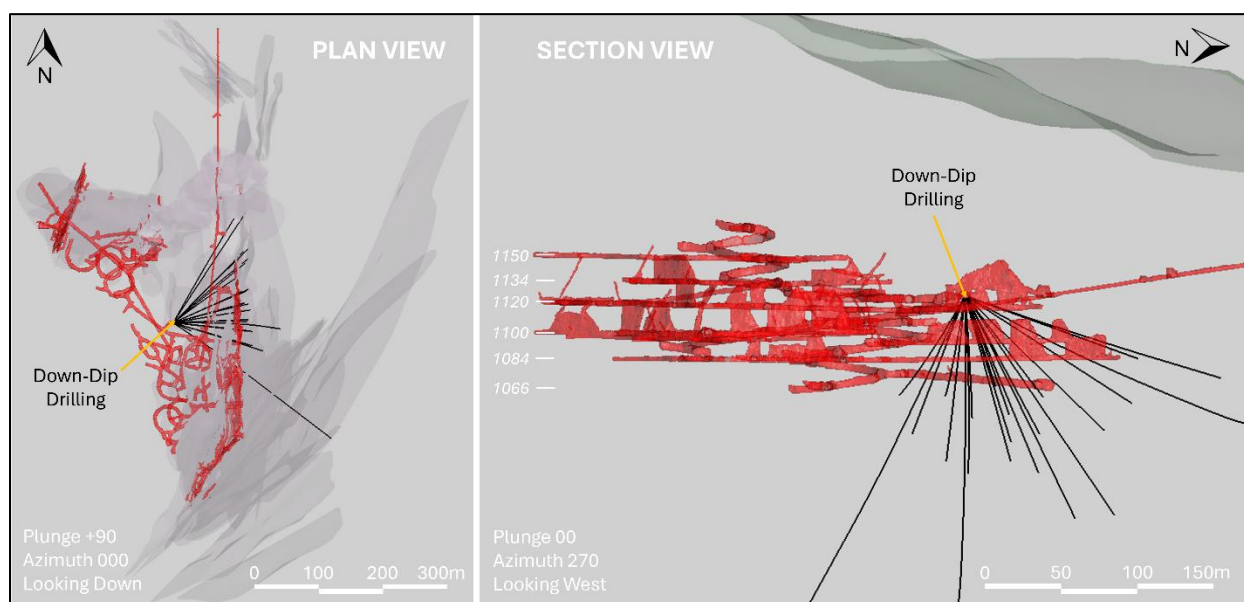 PLAN VIEW
N
Down-Dip
Drilling
Plunge +90
Azimuth 000
Looking Down
0 100 200 300m
SECTION VIEW
N
Down-Dip
Drilling
1150
1134
1120
1100
1084
1066
Plunge 00
Azimuth 270
Looking West
0 50 100 150m